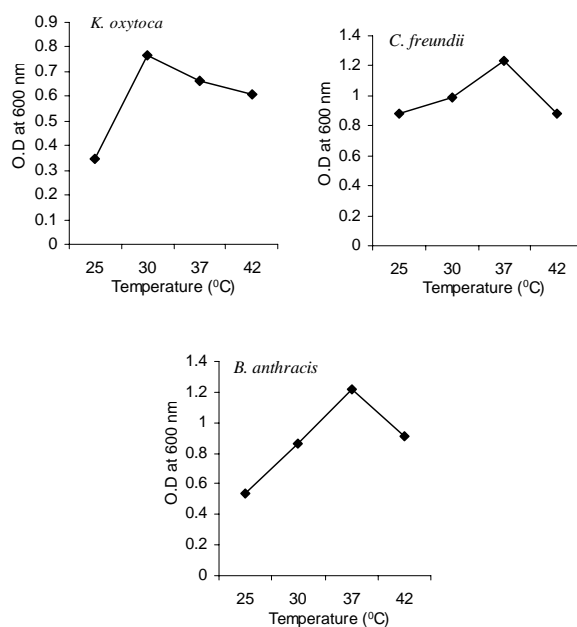 K. oxytoca
0.9
0.8
0.7
0.6
0.5
0.4
0.3
0.2
0.1
0
O.D at 600 nm
25 30 37 42
Temperature (⁰C)
C. freundii
1.4
1.2
1
0.8
0.6
0.4
0.2
0
O.D at 600 nm
25 30 37 42
Temperature (⁰C)
B. anthracis
1.4
1.2
1
0.8
0.6
0.4
0.2
0
O.D at 600 nm
25 30 37 42
Temperature (⁰C)